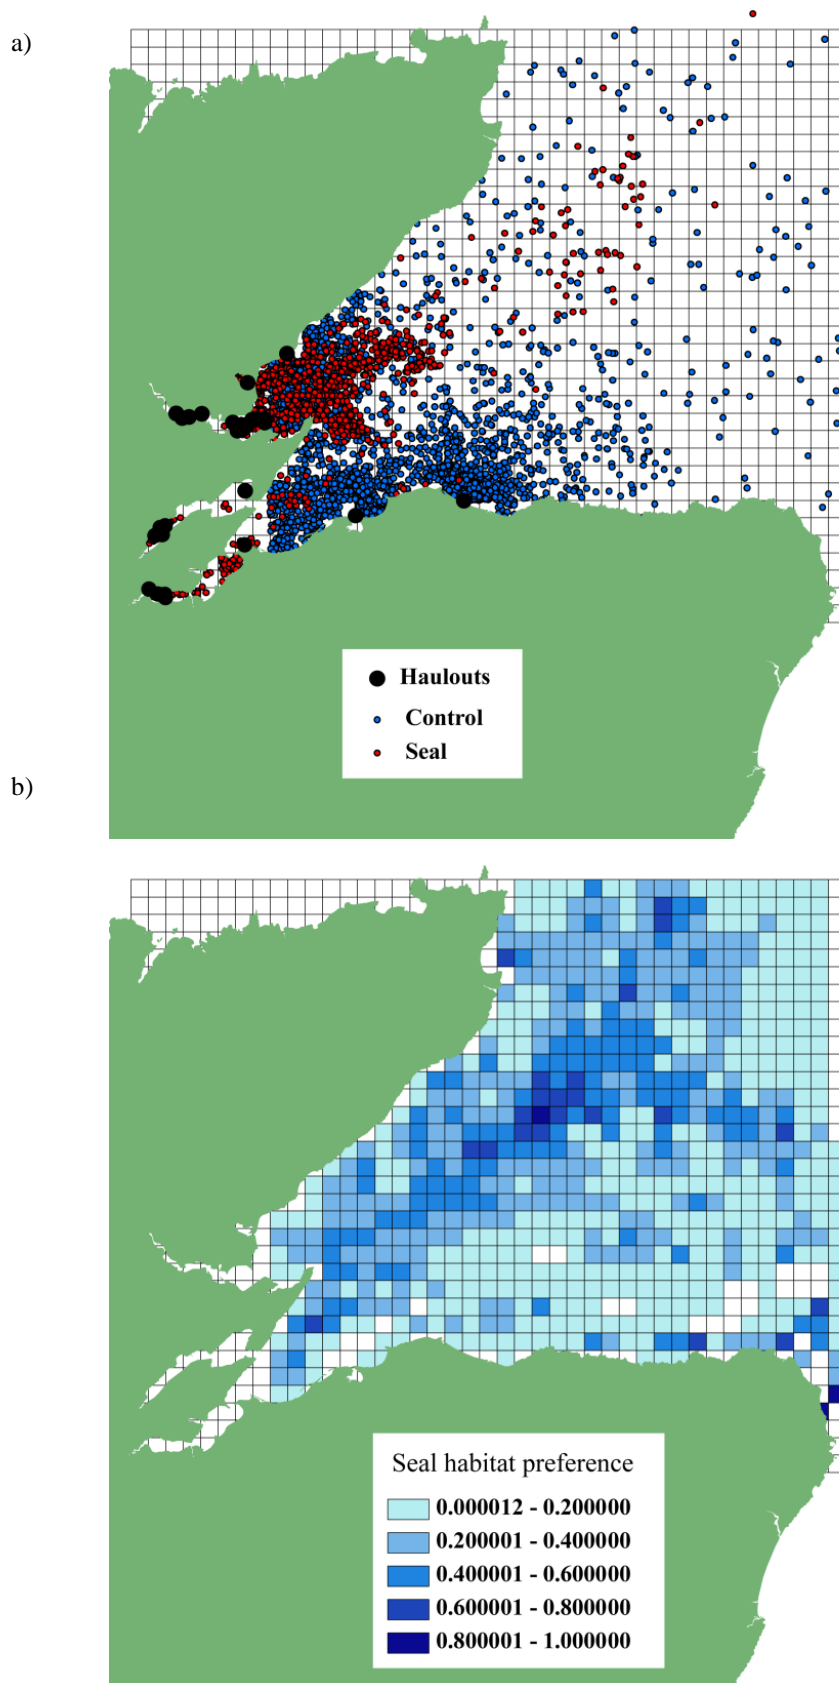 a)
Haulouts
Control
Seal
b)
Seal habitat preference
0.000012 - 0.200000
0.200001 - 0.400000
0.400001 - 0.600000
0.600001 - 0.800000
0.800001 - 1.000000